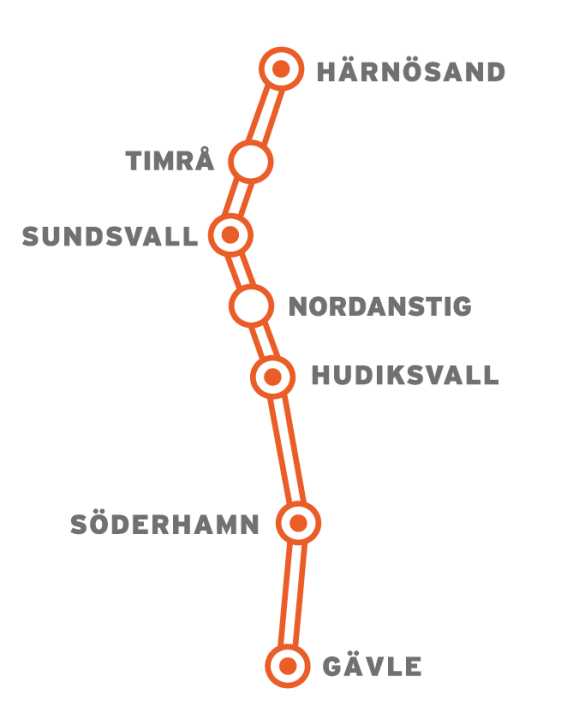 HÄRNÖSAND
TIMRÅ
SUNDSVALL
NORDANSTIG
HUDIKSVALL
SÖDERHAMN
GÄVLE